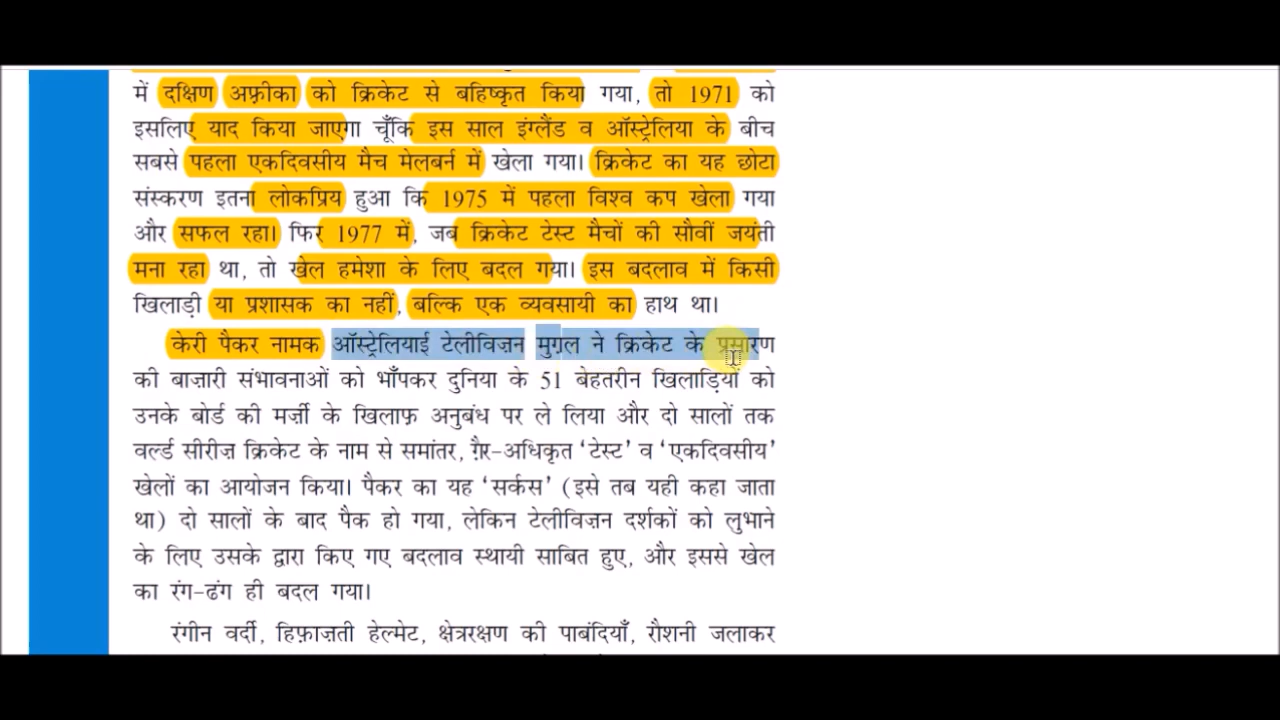 में दक्षिण अफ़्रीका को क्रिकेट से बहिष्कृत किया गया, तो 1971 को
इसलिए याद किया जाएगा चूँकि इस साल इंग्लैंड व ऑस्ट्रेलिया के बीच
सबसे पहला एकदिवसीय मैच मेलबर्न में खेला गया। क्रिकेट का यह छोटा
संस्करण इतना लोकप्रिय हुआ कि 1975 में पहला विश्व कप खेला गया
और सफल रहा। फिर 1977 में, जब क्रिकेट टेस्ट मैचों की सौवीं जयंती
मना रहा था, तो खेल हमेशा के लिए बदल गया। इस बदलाव में किसी
खिलाड़ी या प्रशासक का नहीं, बल्कि एक व्यवसायी का हाथ था।
केरी पैकर नामक ऑस्ट्रेलियाई टेलीविज़न मुग़ल ने क्रिकेट के प्रसारण
की बाज़ारी संभावनाओं को भाँपकर दुनिया के 51 बेहतरीन खिलाड़ियों को
उनके बोर्ड की मर्ज़ी के खिलाफ़ अनुबंध पर ले लिया और दो सालों तक
वर्ल्ड सीरीज़ क्रिकेट के नाम से समांतर, ग़ैर-अधिकृत ‘टेस्ट’ व ‘एकदिवसीय’
खेलों का आयोजन किया। पैकर का यह ‘सर्कस’ (इसे तब यही कहा जाता
था) दो सालों के बाद पैक हो गया, लेकिन टेलीविज़न दर्शकों को लुभाने
के लिए उसके द्वारा किए गए बदलाव स्थायी साबित हुए, और इससे खेल
का रंग-ढंग ही बदल गया।
रंगीन वर्दी, हिफ़ाज़ती हेल्मेट, क्षेत्ररक्षण की पाबंदियाँ, रौशनी जलाकर